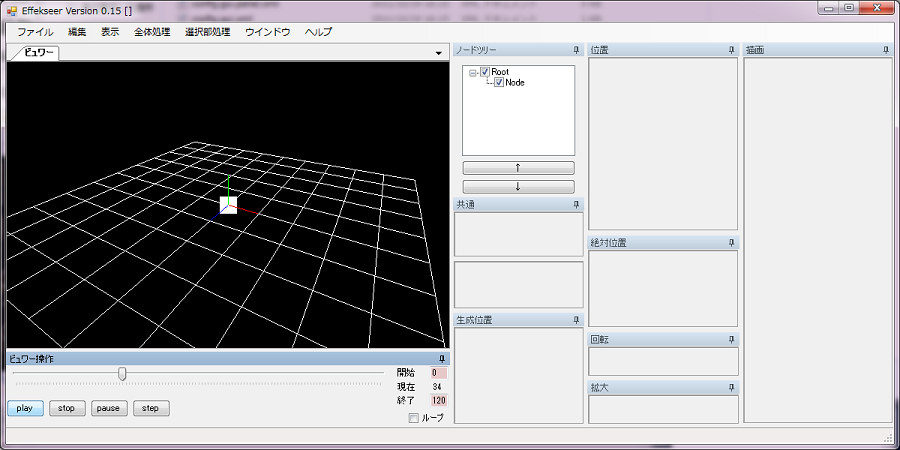 Effekseer Version 0.15 []
ファイル 編集 表示 全体処理 選択部処理 ウインドウ ヘルプ
ビュワー
ビュワー操作
開始 0
現在 34
終了 120
ループ
play stop pause step
ノードツリー
Root
Node
↑
↓
共通
生成位置
位置
絶対位置
回転
拡大
描画